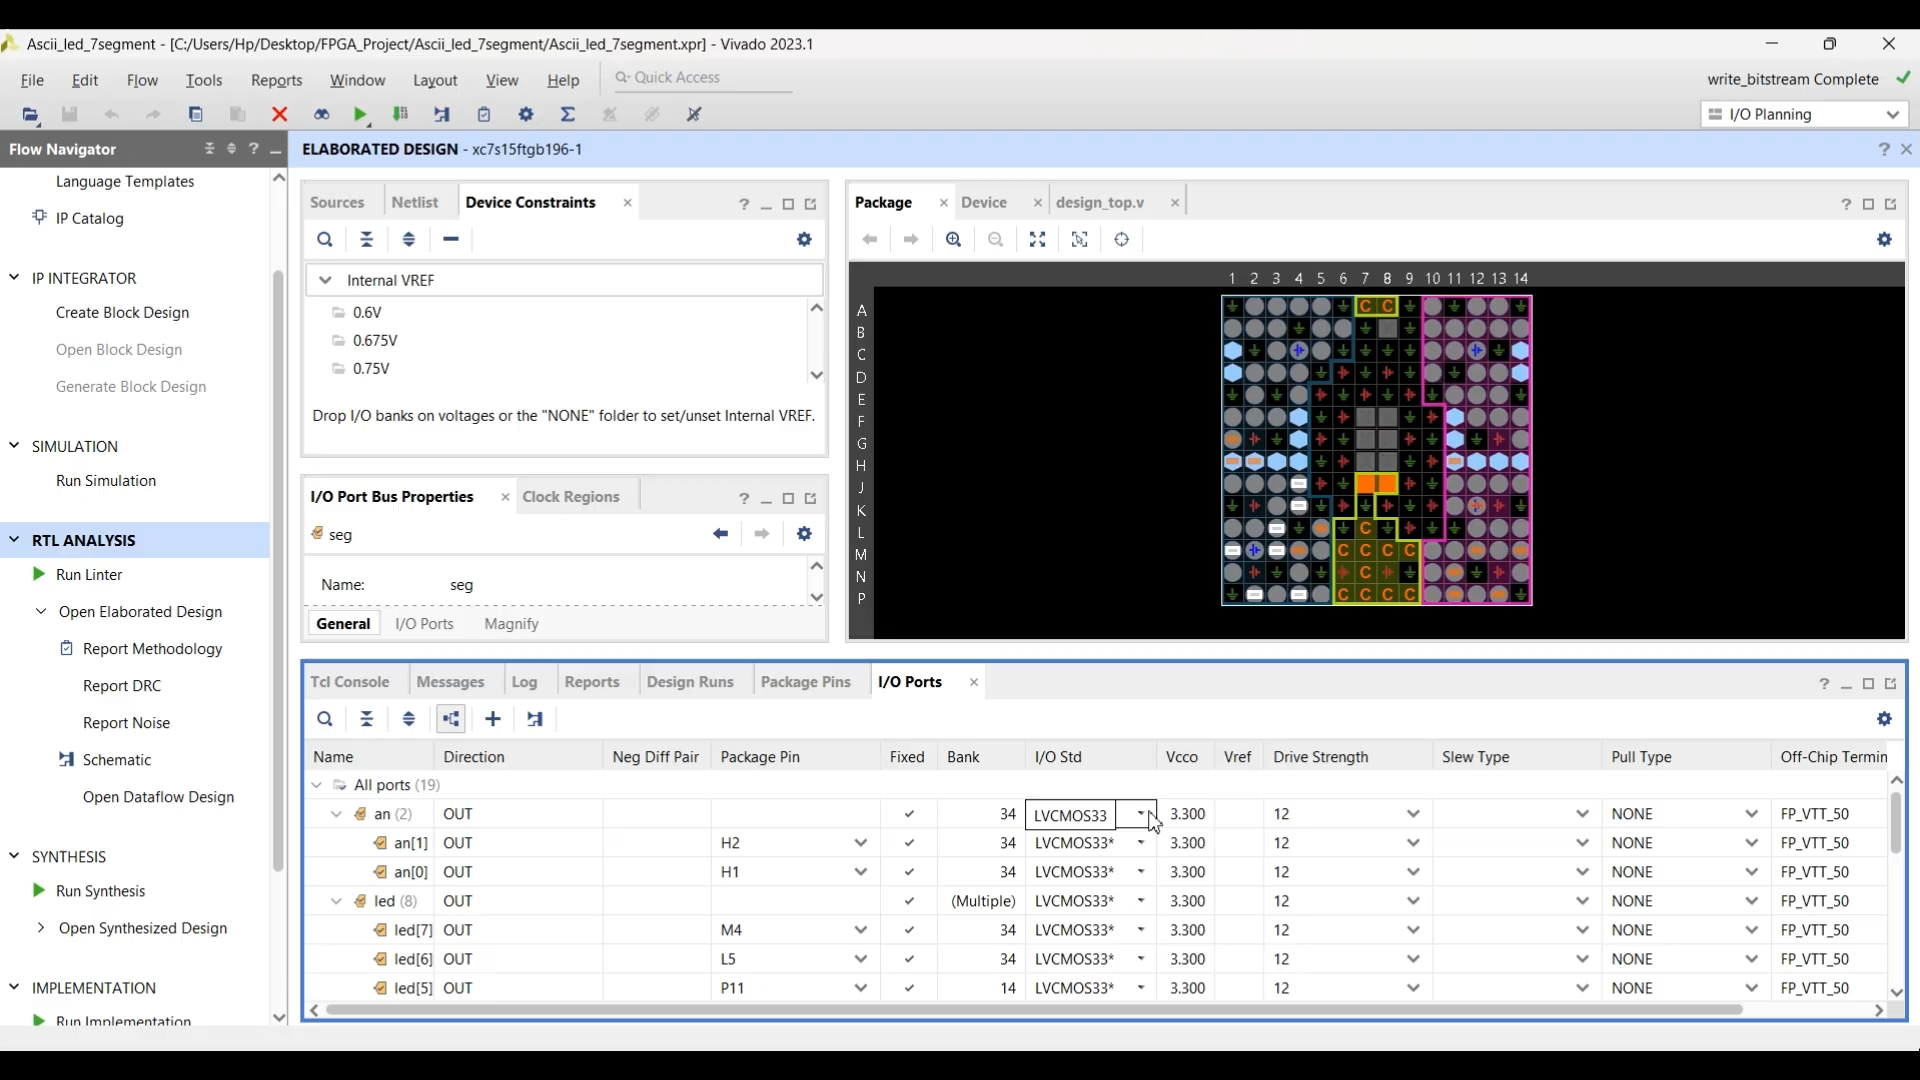 Ascii_led_7segment - [C:/Users/Hp/Desktop/FPGA_Project/Ascii_led_7segment/Ascii_led_7segment.xpr] - Vivado 2023.1
File Edit Flow Tools Reports Window Layout View Help Quick Access write_bitstream Complete
I/O Planning
Flow Navigator
Language Templates
IP Catalog
IP INTEGRATOR
Create Block Design
Open Block Design
Generate Block Design
SIMULATION
Run Simulation
RTL ANALYSIS
Run Linter
Open Elaborated Design
Report Methodology
Report DRC
Report Noise
Schematic
Open Dataflow Design
SYNTHESIS
Run Synthesis
Open Synthesized Design
IMPLEMENTATION
Run Implementation
ELABORATED DESIGN - xc7s15ftgb196-1
Sources Netlist Device Constraints
Internal VREF
0.6V
0.675V
0.75V
Drop I/O banks on voltages or the "NONE" folder to set/unset Internal VREF.
I/O Port Bus Properties Clock Regions
seg
Name: seg
General I/O Ports Magnify
Package Device design_top.v
1 2 3 4 5 6 7 8 9 10 11 12 13 14
A C C
B
C
D
E
F
G
H
J
K
L C
M C C C C
N C
P C C C C
Tcl Console Messages Log Reports Design Runs Package Pins I/O Ports
Name Direction Neg Diff Pair Package Pin Fixed Bank I/O Std Vcco Vref Drive Strength Slew Type Pull Type Off-Chip Termin
All ports (19)
an (2) OUT 34 LVCMOS33 3.300 12 NONE FP_VTT_50
an[1] OUT H2 34 LVCMOS33* 3.300 12 NONE FP_VTT_50
an[0] OUT H1 34 LVCMOS33* 3.300 12 NONE FP_VTT_50
led (8) OUT (Multiple) LVCMOS33* 3.300 12 NONE FP_VTT_50
led[7] OUT M4 34 LVCMOS33* 3.300 12 NONE FP_VTT_50
led[6] OUT L5 34 LVCMOS33* 3.300 12 NONE FP_VTT_50
led[5] OUT P11 14 LVCMOS33* 3.300 12 NONE FP_VTT_50